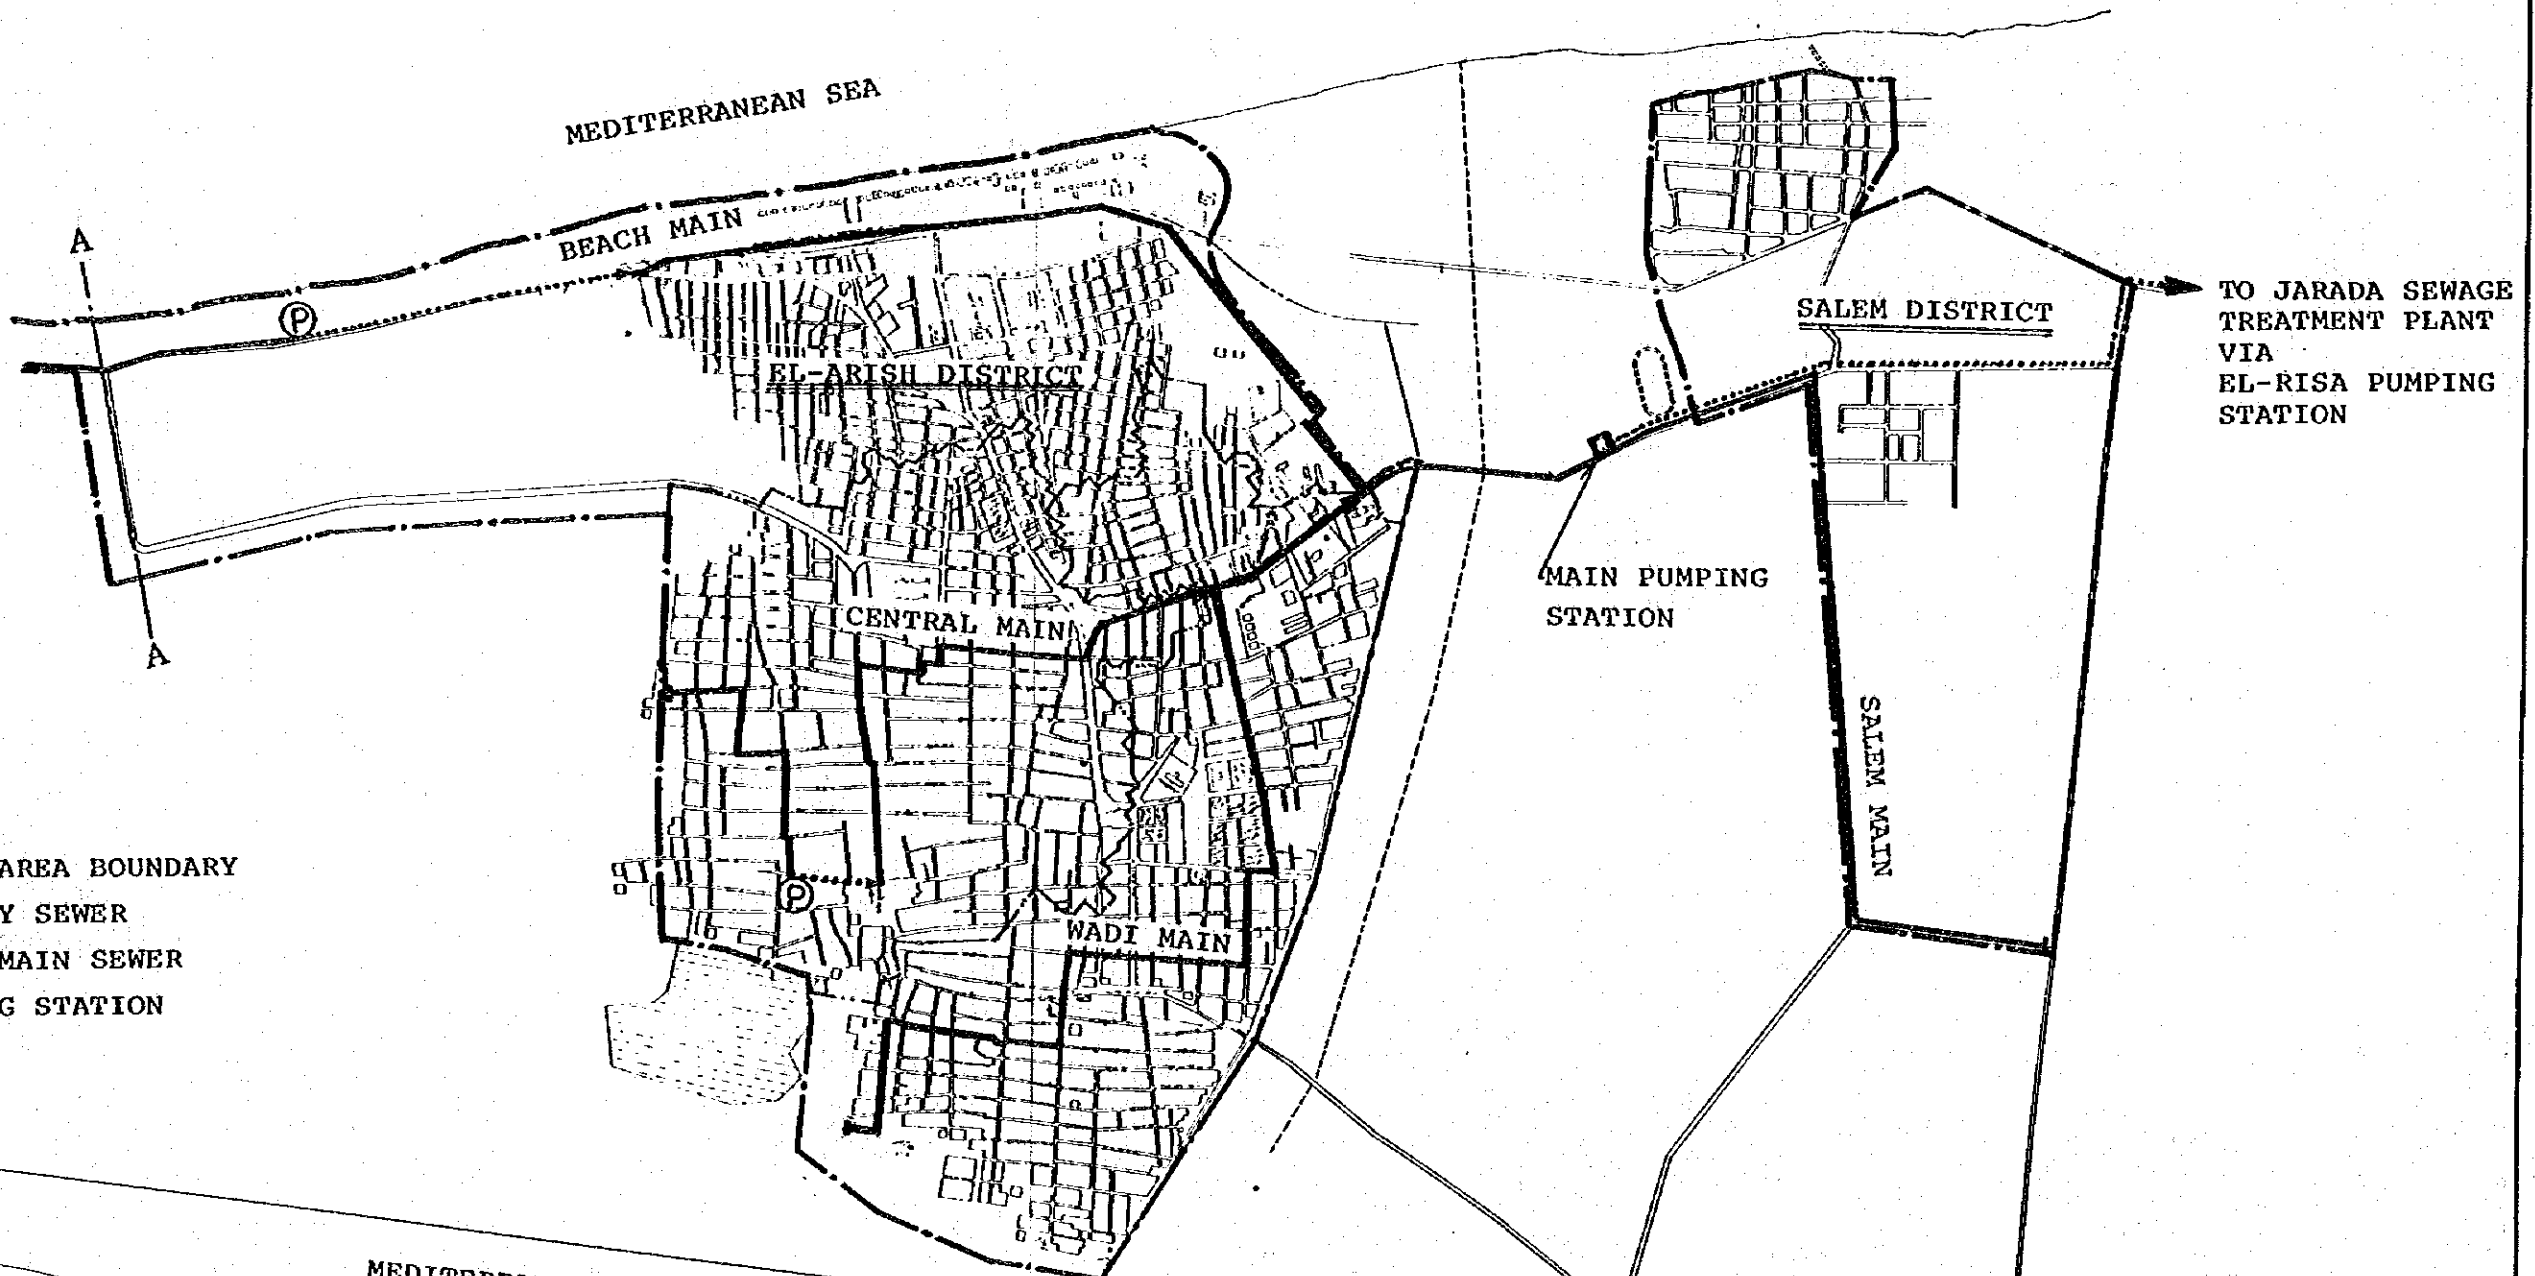 MEDITERRANEAN SEA
A
BEACH MAIN
P
SALEM DISTRICT
TO JARADA SEWAGE
TREATMENT PLANT
VIA
EL-RISA PUMPING
STATION
EL-ARISH DISTRICT
MAIN PUMPING
STATION
CENTRAL MAIN
A
SALEM MAIN
AREA BOUNDARY
Y SEWER
MAIN SEWER
G STATION
P
WADI MAIN